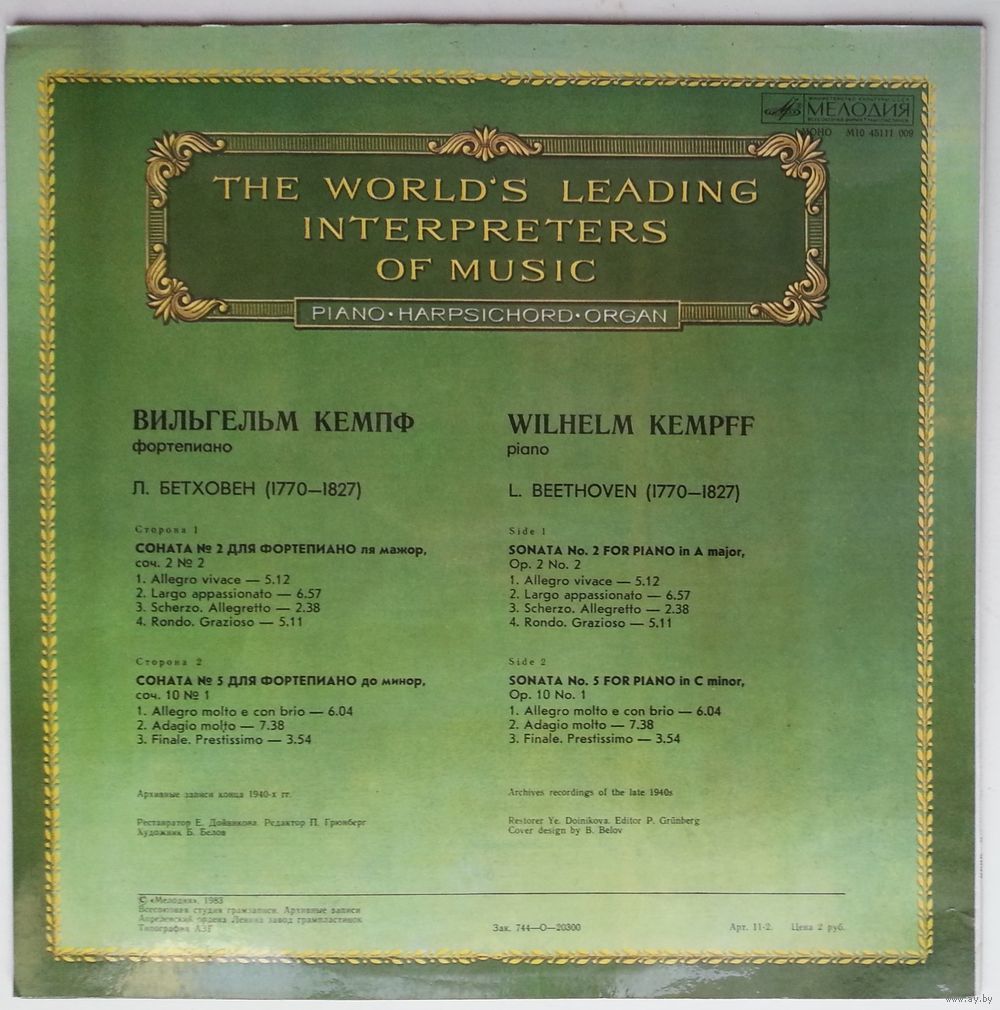 МИНИСТЕРСТВО КУЛЬТУРЫ СССР
МЕЛОДИЯ
МОНО М10 45111 009
THE WORLD'S LEADING
INTERPRETERS
OF MUSIC
PIANO·HARPSICHORD·ORGAN
ВИЛЬГЕЛЬМ КЕМПФ
фортепиано
Л. БЕТХОВЕН (1770—1827)
Сторона 1
СОНАТА № 2 ДЛЯ ФОРТЕПИАНО ля мажор,
соч. 2 № 2
1. Allegro vivace — 5.12
2. Largo appassionato — 6.57
3. Scherzo. Allegretto — 2.38
4. Rondo. Grazioso — 5.11
Сторона 2
СОНАТА № 5 ДЛЯ ФОРТЕПИАНО до минор,
соч. 10 № 1
1. Allegro molto e con brio — 6.04
2. Adagio molto — 7.38
3. Finale. Prestissimo — 3.54
Архивные записи конца 1940-х гг.
Реставратор Е. Дойникова. Редактор П. Грюнберг
Художник Б. Белов
WILHELM KEMPFF
piano
L. BEETHOVEN (1770—1827)
Side 1
SONATA No. 2 FOR PIANO in A major,
Op. 2 No. 2
1. Allegro vivace — 5.12
2. Largo appassionato — 6.57
3. Scherzo. Allegretto — 2.38
4. Rondo. Grazioso — 5.11
Side 2
SONATA No. 5 FOR PIANO in C minor,
Op. 10 No. 1
1. Allegro molto e con brio — 6.04
2. Adagio molto — 7.38
3. Finale. Prestissimo — 3.54
Archives recordings of the late 1940s
Restorer Ye. Doinikova. Editor P. Grünberg
Cover design by B. Belov
© «Мелодия», 1983
Всесоюзная студия грамзаписи. Архивные записи
Апрелевский ордена Ленина завод грампластинок
Типография АЗГ
Зак. 744—О—20300
Арт. 11-2. Цена 2 руб.
www.ay.by